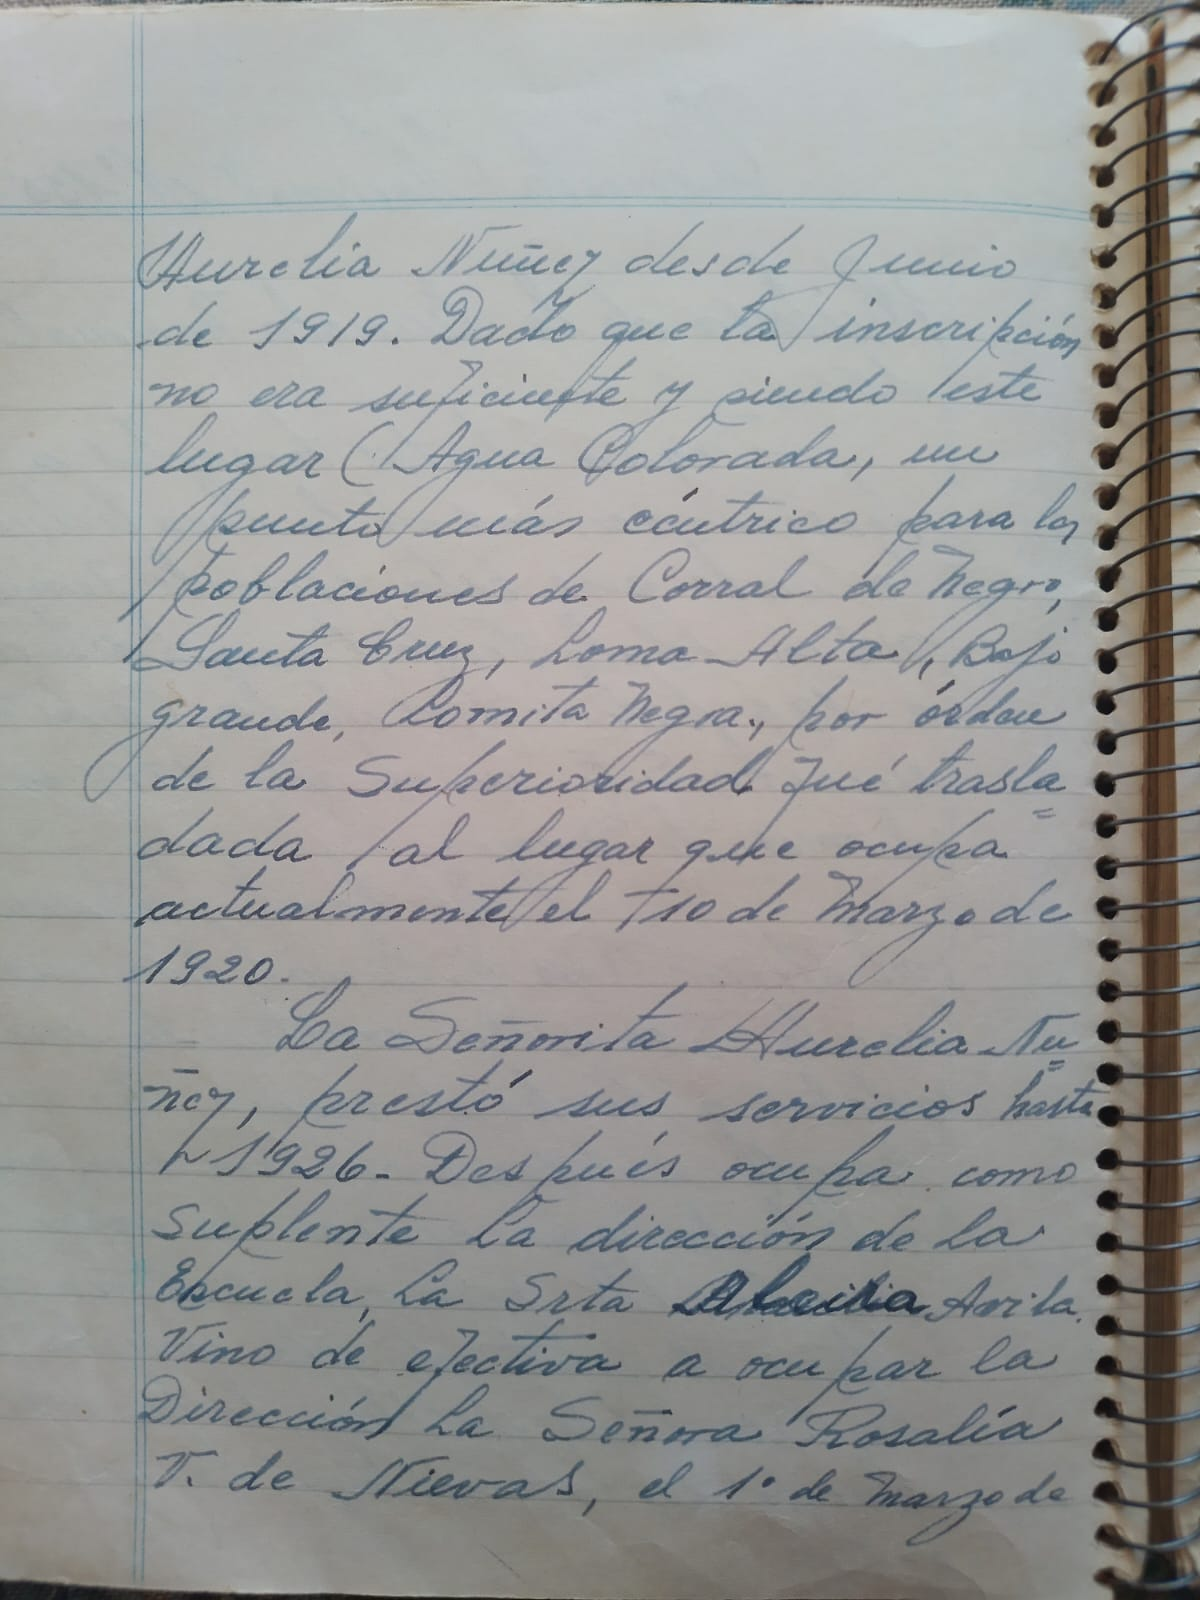 Aurelia Nuñez desde Junio
de 1919. Dado que la inscripción
no era suficiente y siendo este
lugar (Agua Colorada, un
punto más céntrico para las
poblaciones de Corral de Negro,
Santa Cruz, Loma Alta, Bajo
grande, Lomita Negra, por órden
de la Superioridad fué trasla=
dada al lugar que ocupa
actualmente el 10 de Marzo de
1920.
La Señorita Aurelia Nu=
ñez, prestó sus servicios hasta
1926- Después ocupa como
Suplente La dirección de la
Escuela, La Srta Avila.
Vino de efectiva a ocupar la
Dirección La Señora Rosalía
V. de Nievas, el 1° de Marzo de